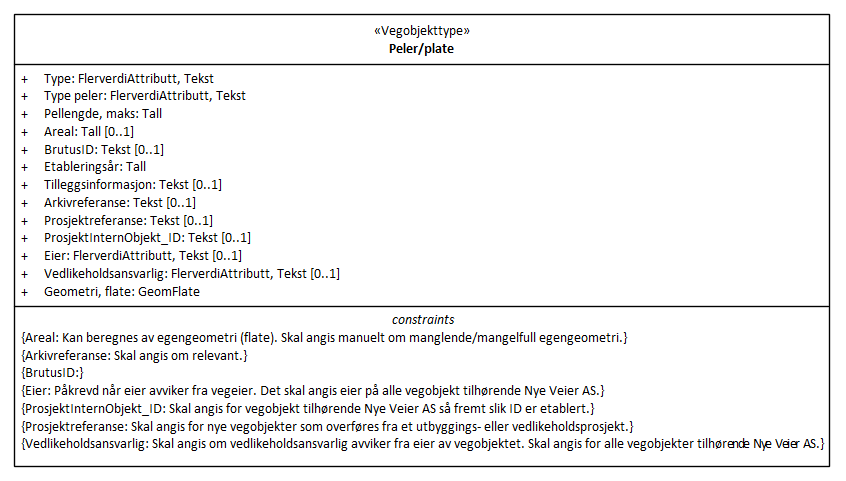 «Vegobjekttype»
Peler/plate
+ Type: FlerverdiAttributt, Tekst
+ Type peler: FlerverdiAttributt, Tekst
+ Pellengde, maks: Tall
+ Areal: Tall [0..1]
+ BrutusID: Tekst [0..1]
+ Etableringsår: Tall
+ Tilleggsinformasjon: Tekst [0..1]
+ Arkivreferanse: Tekst [0..1]
+ Prosjektreferanse: Tekst [0..1]
+ ProsjektInternObjekt_ID: Tekst [0..1]
+ Eier: FlerverdiAttributt, Tekst [0..1]
+ Vedlikeholdsansvarlig: FlerverdiAttributt, Tekst [0..1]
+ Geometri, flate: GeomFlate
constraints
{Areal: Kan beregnes av egengeometri (flate). Skal angis manuelt om manglende/mangelfull egengeometri.}
{Arkivreferanse: Skal angis om relevant.}
{BrutusID:}
{Eier: Påkrevd når eier avviker fra vegeier. Det skal angis eier på alle vegobjekt tilhørende Nye Veier AS.}
{ProsjektInternObjekt_ID: Skal angis for vegobjekt tilhørende Nye Veier AS så fremt slik ID er etablert.}
{Prosjektreferanse: Skal angis for nye vegobjekter som overføres fra et utbyggings- eller vedlikeholdsprosjekt.}
{Vedlikeholdsansvarlig: Skal angis om vedlikeholdsansvarlig avviker fra eier av vegobjektet. Skal angis for alle vegobjekter tilhørende Nye Veier AS.}